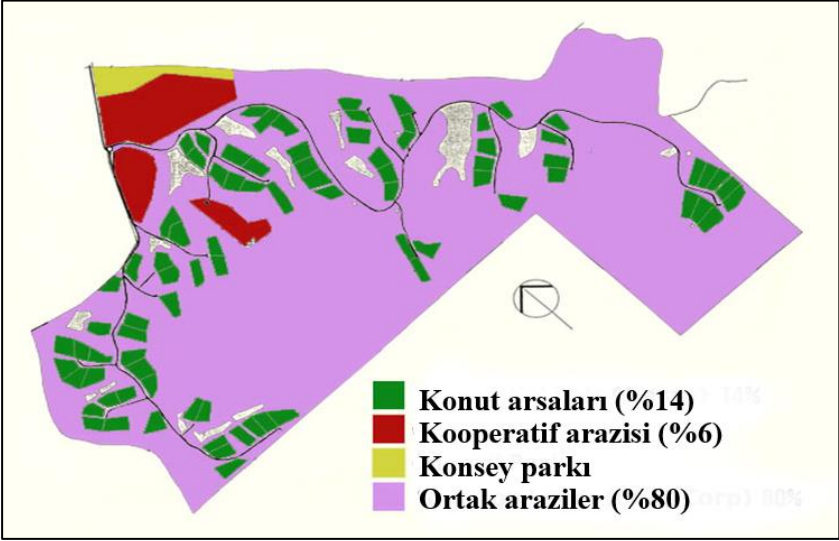 Konut arsaları (%14)
Kooperatif arazisi (%6)
Konsey parkı
Ortak araziler (%80)